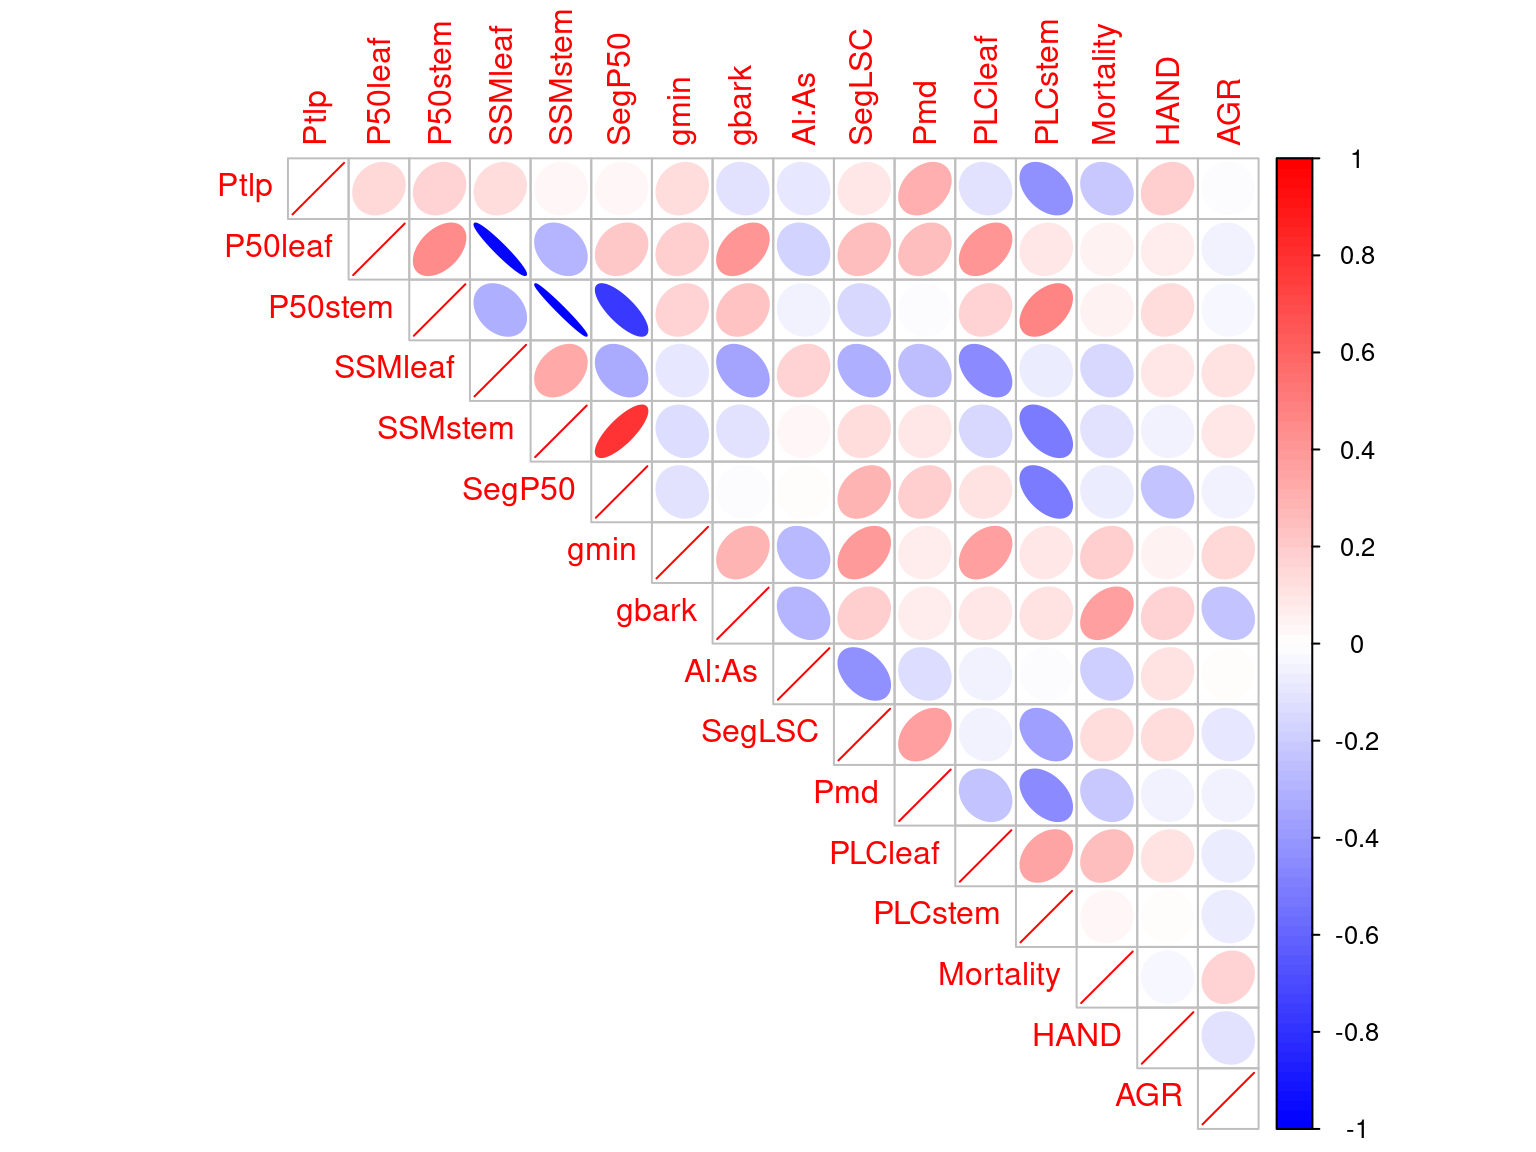 Ptlp
P50leaf
P50stem
SSMleaf
SSMstem
SegP50
gmin
gbark
Al:As
SegLSC
Pmd
PLCleaf
PLCstem
Mortality
HAND
AGR
Ptlp
P50leaf
P50stem
SSMleaf
SSMstem
SegP50
gmin
gbark
Al:As
SegLSC
Pmd
PLCleaf
PLCstem
Mortality
HAND
AGR
1
0.8
0.6
0.4
0.2
0
-0.2
-0.4
-0.6
-0.8
-1